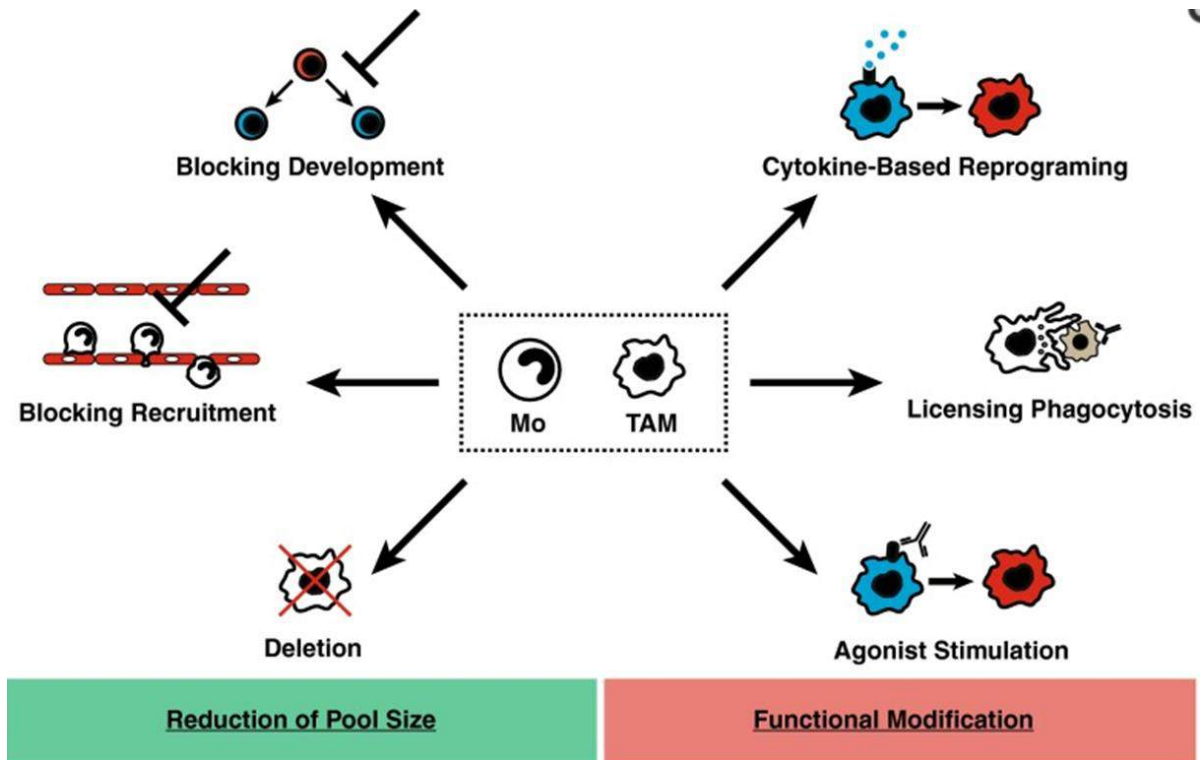 Blocking Development
Cytokine-Based Reprograming
Blocking Recruitment
Mo
TAM
Licensing Phagocytosis
Deletion
Agonist Stimulation
Reduction of Pool Size
Functional Modification